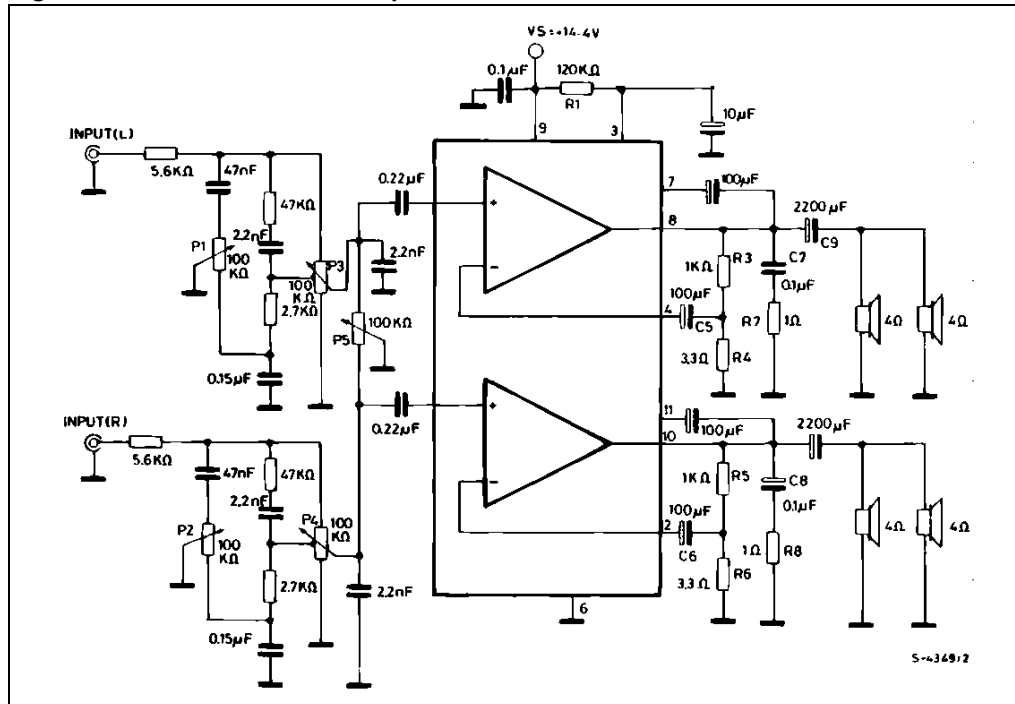 VS=+14.4V
0.1µF
120KΩ
R1
10µF
9
3
INPUT(L)
5.6KΩ
47nF
47KΩ
2.2nF
P1
100
KΩ
P3
100
KΩ
2.7KΩ
0.15µF
0.22µF
2.2nF
100KΩ
P5
0.22µF
+
−
7
100µF
8
2200µF
C9
R3
1KΩ
C7
0.1µF
100µF
4
C5
R7
1Ω
3.3Ω
R4
4Ω
4Ω
INPUT(R)
5.6KΩ
47nF
47KΩ
2.2nF
P2
100
KΩ
P4
100
KΩ
2.7KΩ
0.15µF
2.2nF
+
−
11
100µF
10
2200µF
1KΩ
R5
C8
0.1µF
100µF
2
C6
1Ω
R8
3.3Ω
R6
4Ω
4Ω
6
S-4349/2